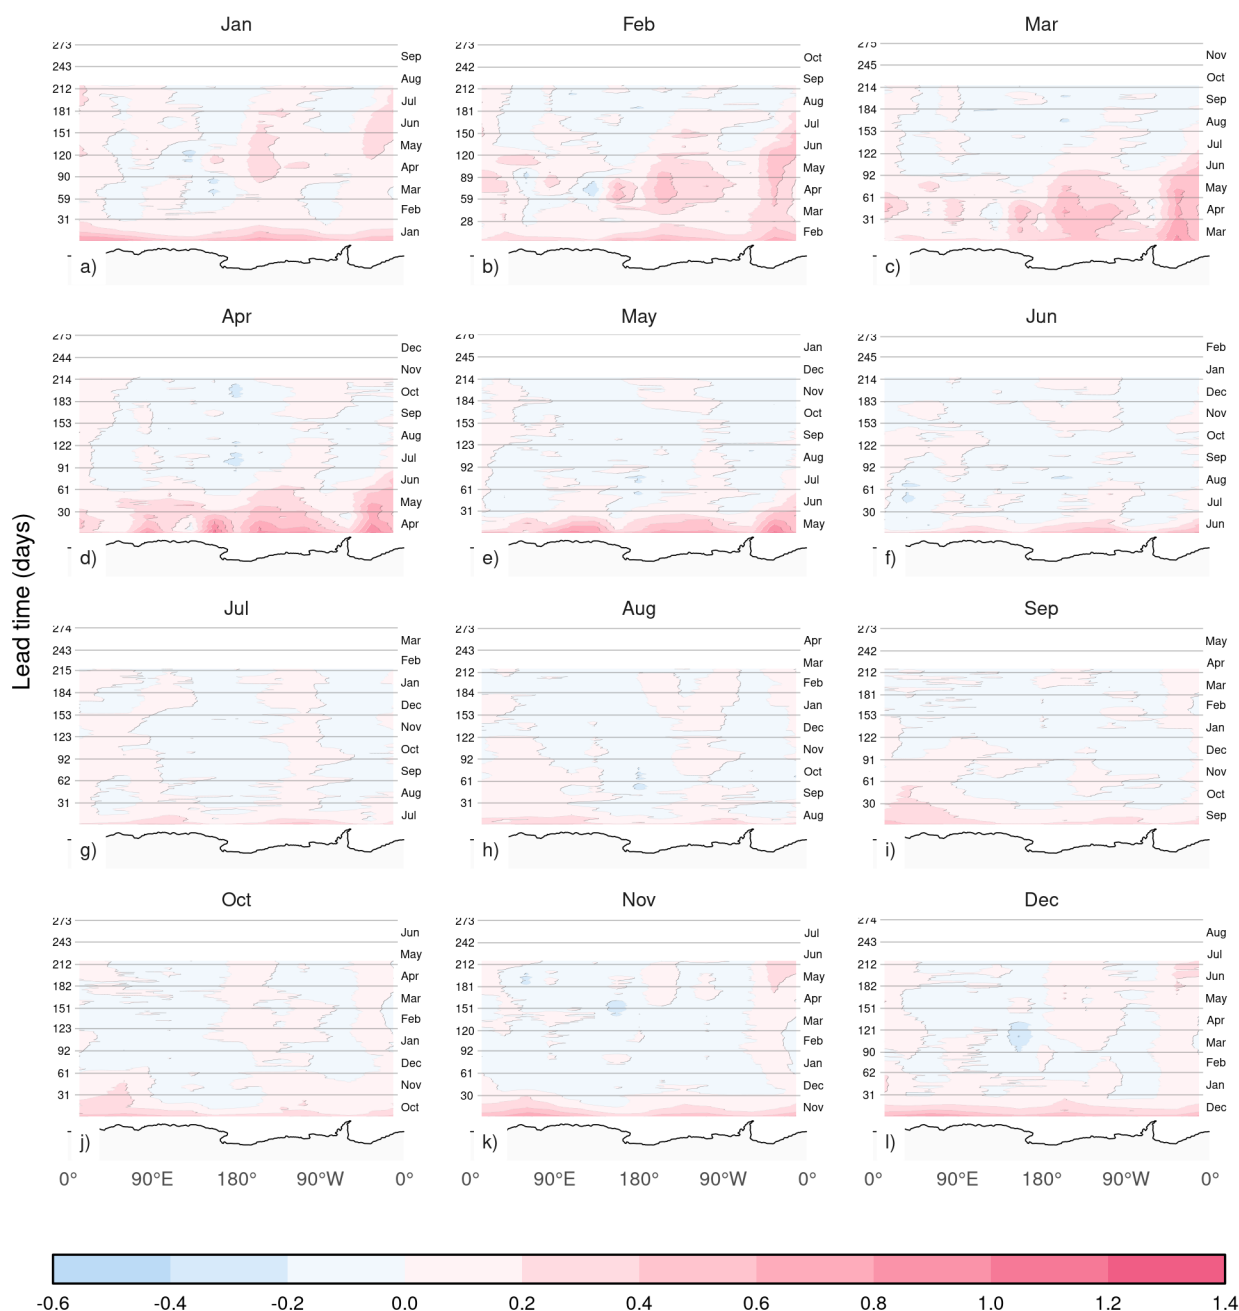 Jan Feb Mar
273 243 212 181 151 120 90 59 31
Sep Aug Jul Jun May Apr Mar Feb Jan
a)
273 242 212 181 150 120 89 59 28
Oct Sep Aug Jul Jun May Apr Mar Feb
b)
275 245 214 184 153 122 92 61 31
Nov Oct Sep Aug Jul Jun May Apr Mar
c)
Apr May Jun
275 244 214 183 153 122 91 61 30
Dec Nov Oct Sep Aug Jul Jun May Apr
d)
276 245 214 184 153 123 92 61 31
Jan Dec Nov Oct Sep Aug Jul Jun May
e)
273 245 214 183 153 122 92 61 30
Feb Jan Dec Nov Oct Sep Aug Jul Jun
f)
Lead time (days)
Jul Aug Sep
274 243 215 184 153 123 92 62 31
Mar Feb Jan Dec Nov Oct Sep Aug Jul
g)
273 243 212 184 153 122 92 61 31
Apr Mar Feb Jan Dec Nov Oct Sep Aug
h)
273 242 212 181 153 122 91 61 30
May Apr Mar Feb Jan Dec Nov Oct Sep
i)
Oct Nov Dec
273 243 212 182 151 123 92 61 31
Jun May Apr Mar Feb Jan Dec Nov Oct
j)
273 242 212 181 151 120 92 61 30
Jul Jun May Apr Mar Feb Jan Dec Nov
k)
274 243 212 182 151 121 90 62 31
Aug Jul Jun May Apr Mar Feb Jan Dec
l)
0° 90°E 180° 90°W 0° 90°E 180° 90°W 0° 90°E 180° 90°W 0°
-0.6 -0.4 -0.2 0.0 0.2 0.4 0.6 0.8 1.0 1.2 1.4